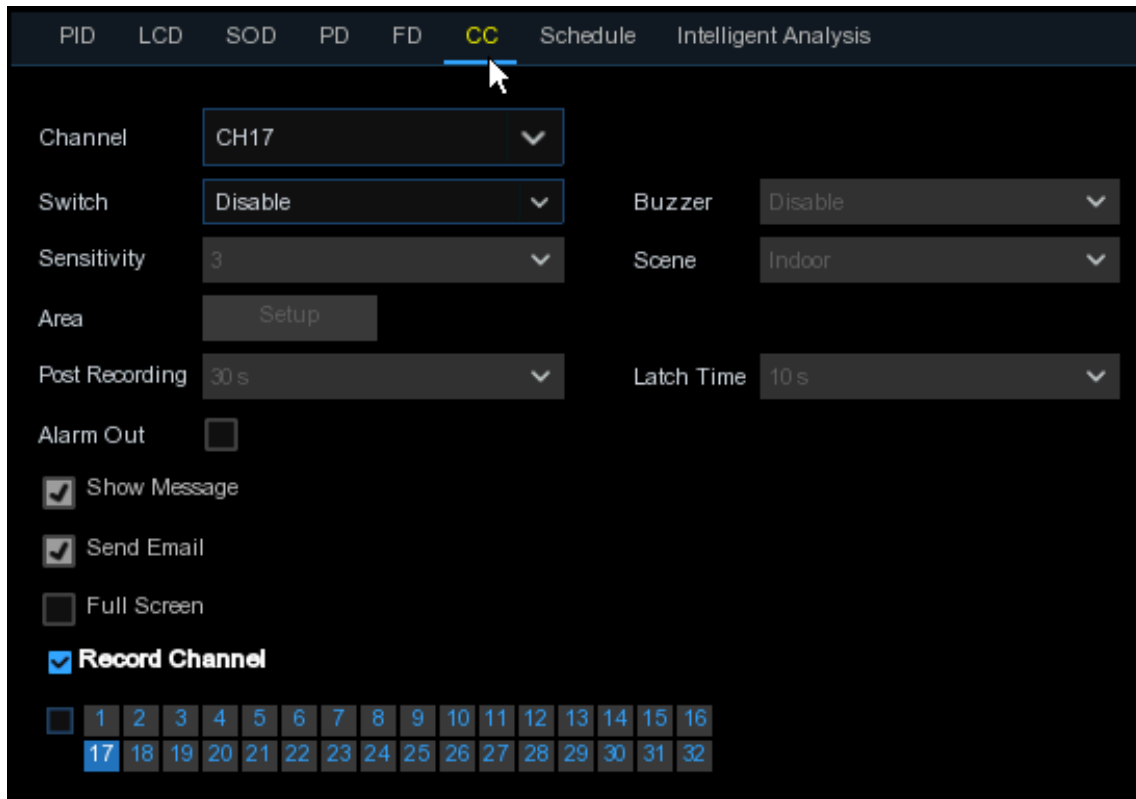 PID LCD SOD PD FD CC Schedule Intelligent Analysis
Channel CH17
Switch Disable Buzzer Disable
Sensitivity 3 Scene Indoor
Area Setup
Post Recording 30 s Latch Time 10 s
Alarm Out
Show Message
Send Email
Full Screen
Record Channel
1 2 3 4 5 6 7 8 9 10 11 12 13 14 15 16
17 18 19 20 21 22 23 24 25 26 27 28 29 30 31 32